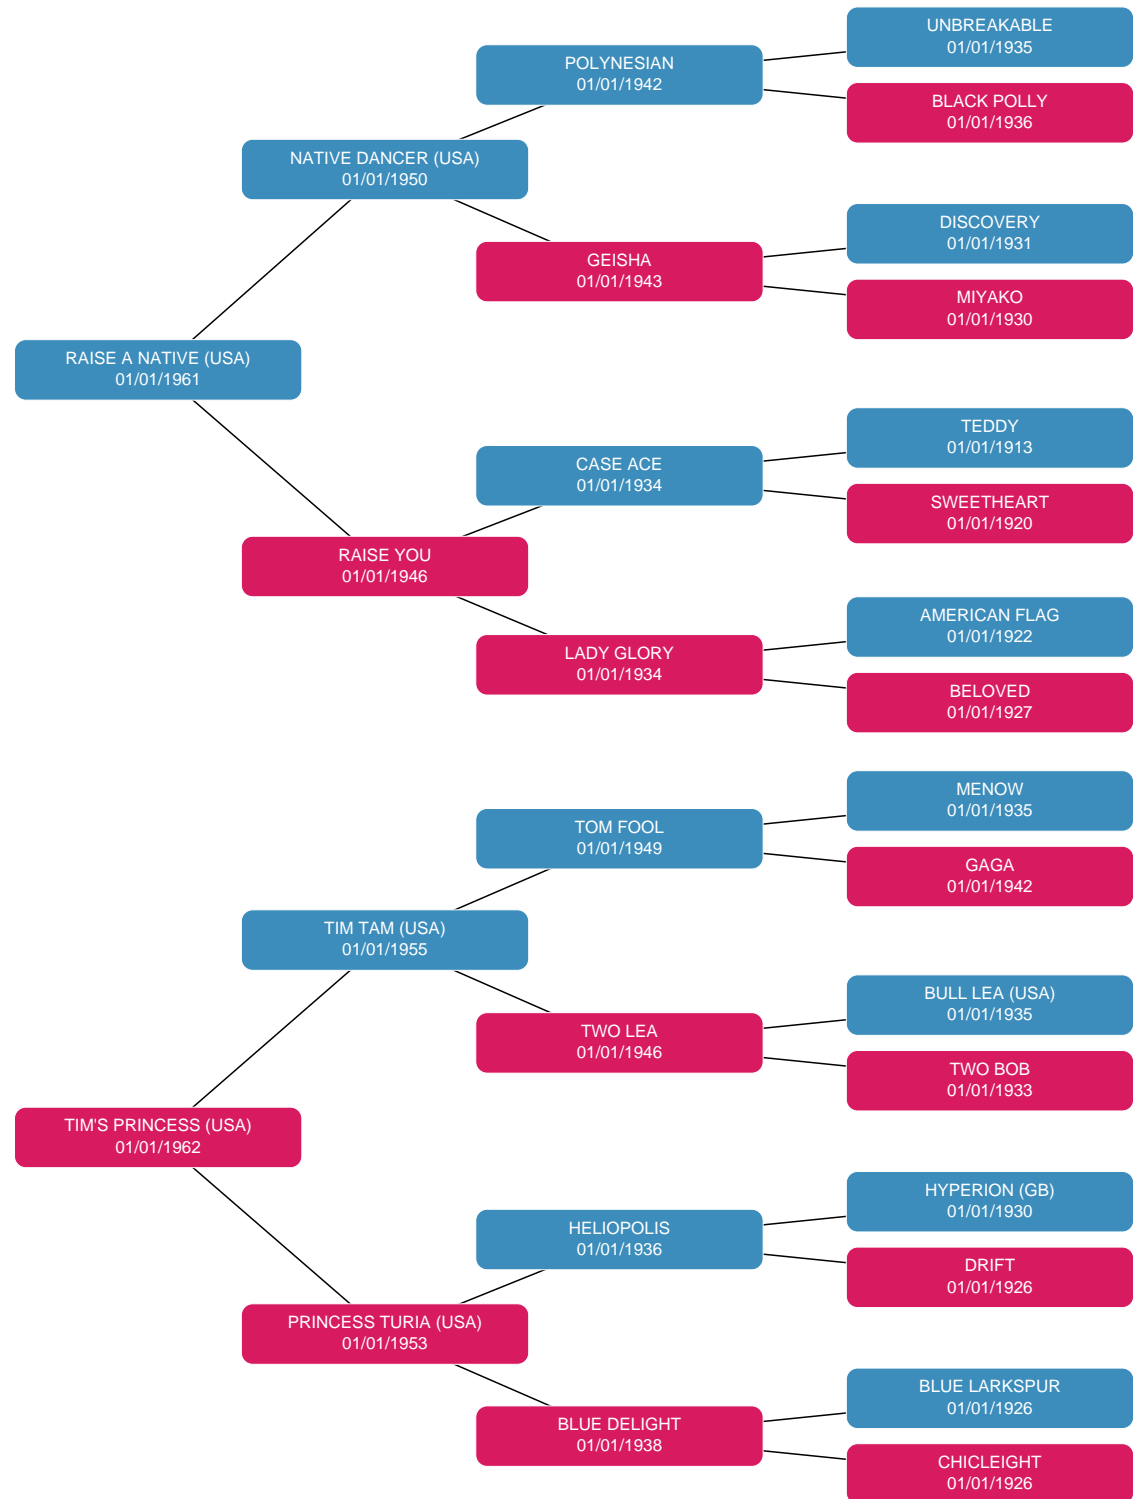 UNBREAKABLE
01/01/1935
POLYNESIAN
01/01/1942
BLACK POLLY
01/01/1936
NATIVE DANCER (USA)
01/01/1950
DISCOVERY
01/01/1931
GEISHA
01/01/1943
MIYAKO
01/01/1930
RAISE A NATIVE (USA)
01/01/1961
TEDDY
01/01/1913
CASE ACE
01/01/1934
SWEETHEART
01/01/1920
RAISE YOU
01/01/1946
AMERICAN FLAG
01/01/1922
LADY GLORY
01/01/1934
BELOVED
01/01/1927
MENOW
01/01/1935
TOM FOOL
01/01/1949
GAGA
01/01/1942
TIM TAM (USA)
01/01/1955
BULL LEA (USA)
01/01/1935
TWO LEA
01/01/1946
TWO BOB
01/01/1933
TIM'S PRINCESS (USA)
01/01/1962
HYPERION (GB)
01/01/1930
HELIOPOLIS
01/01/1936
DRIFT
01/01/1926
PRINCESS TURIA (USA)
01/01/1953
BLUE LARKSPUR
01/01/1926
BLUE DELIGHT
01/01/1938
CHICLEIGHT
01/01/1926